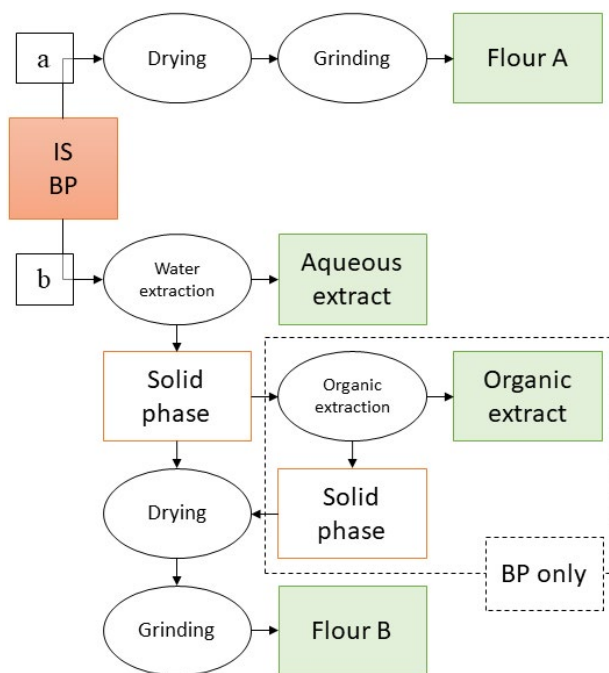 a
Drying
Grinding
Flour A
IS
BP
b
Water
extraction
Aqueous
extract
Solid
phase
Organic
extraction
Organic
extract
Drying
Solid
phase
BP only
Grinding
Flour B